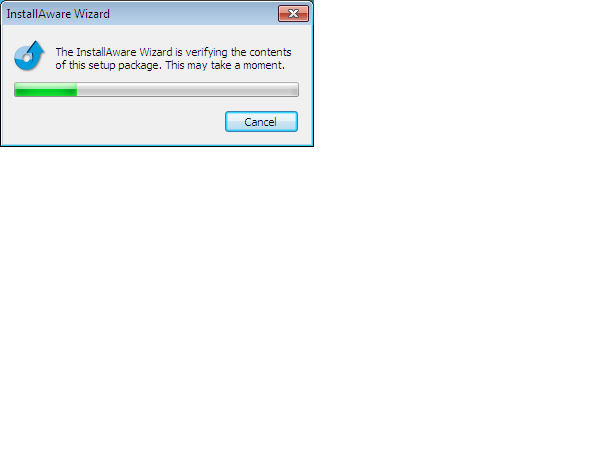 InstallAware Wizard
The InstallAware Wizard is verifying the contents
of this setup package. This may take a moment.
Cancel